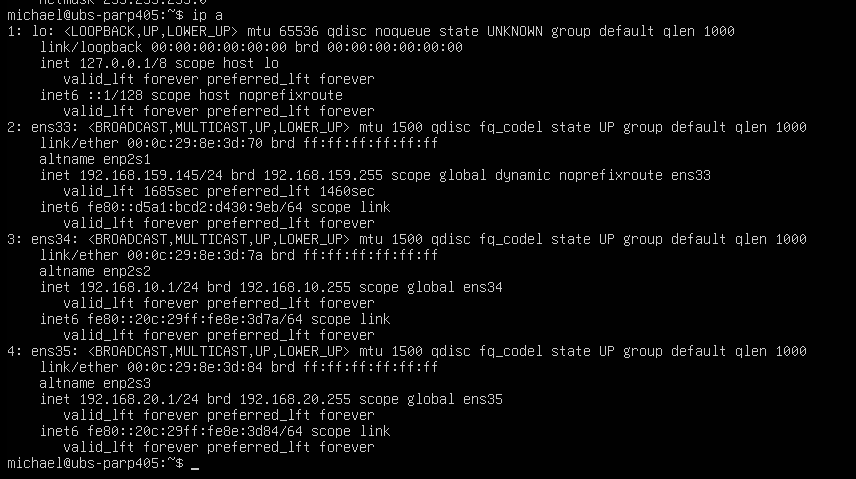 netmask 255.255.255.0
michael@ubs-parp405:~$ ip a
1: lo: <LOOPBACK,UP,LOWER_UP> mtu 65536 qdisc noqueue state UNKNOWN group default qlen 1000
    link/loopback 00:00:00:00:00:00 brd 00:00:00:00:00:00
    inet 127.0.0.1/8 scope host lo
       valid_lft forever preferred_lft forever
    inet6 ::1/128 scope host noprefixroute
       valid_lft forever preferred_lft forever
2: ens33: <BROADCAST,MULTICAST,UP,LOWER_UP> mtu 1500 qdisc fq_codel state UP group default qlen 1000
    link/ether 00:0c:29:8e:3d:70 brd ff:ff:ff:ff:ff:ff
    altname enp2s1
    inet 192.168.159.145/24 brd 192.168.159.255 scope global dynamic noprefixroute ens33
       valid_lft 1685sec preferred_lft 1460sec
    inet6 fe80::d5a1:bcd2:d430:9eb/64 scope link
       valid_lft forever preferred_lft forever
3: ens34: <BROADCAST,MULTICAST,UP,LOWER_UP> mtu 1500 qdisc fq_codel state UP group default qlen 1000
    link/ether 00:0c:29:8e:3d:7a brd ff:ff:ff:ff:ff:ff
    altname enp2s2
    inet 192.168.10.1/24 brd 192.168.10.255 scope global ens34
       valid_lft forever preferred_lft forever
    inet6 fe80::20c:29ff:fe8e:3d7a/64 scope link
       valid_lft forever preferred_lft forever
4: ens35: <BROADCAST,MULTICAST,UP,LOWER_UP> mtu 1500 qdisc fq_codel state UP group default qlen 1000
    link/ether 00:0c:29:8e:3d:84 brd ff:ff:ff:ff:ff:ff
    altname enp2s3
    inet 192.168.20.1/24 brd 192.168.20.255 scope global ens35
       valid_lft forever preferred_lft forever
    inet6 fe80::20c:29ff:fe8e:3d84/64 scope link
       valid_lft forever preferred_lft forever
michael@ubs-parp405:~$ _